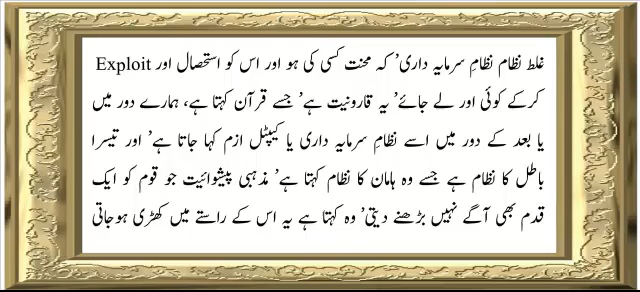 غلط نظام نظامِ سرمایہ داری’ کہ محنت کسی کی ہو اور اس کو استحصال اور Exploit
کرکے کوئی اور لے جائے’ یہ قارونیت ہے’ جسے قرآن کہتا ہے، ہمارے دور میں
یا بعد کے دور میں اسے نظامِ سرمایہ داری یا کیپٹل ازم کہا جاتا ہے’ اور تیسرا
باطل کا نظام ہے جسے وہ ہامان کا نظام کہتا ہے’ مذہبی پیشوائیت جو قوم کو ایک
قدم بھی آگے نہیں بڑھنے دیتی’ وہ کہتا ہے یہ اس کے راستے میں کھڑی ہوجاتی